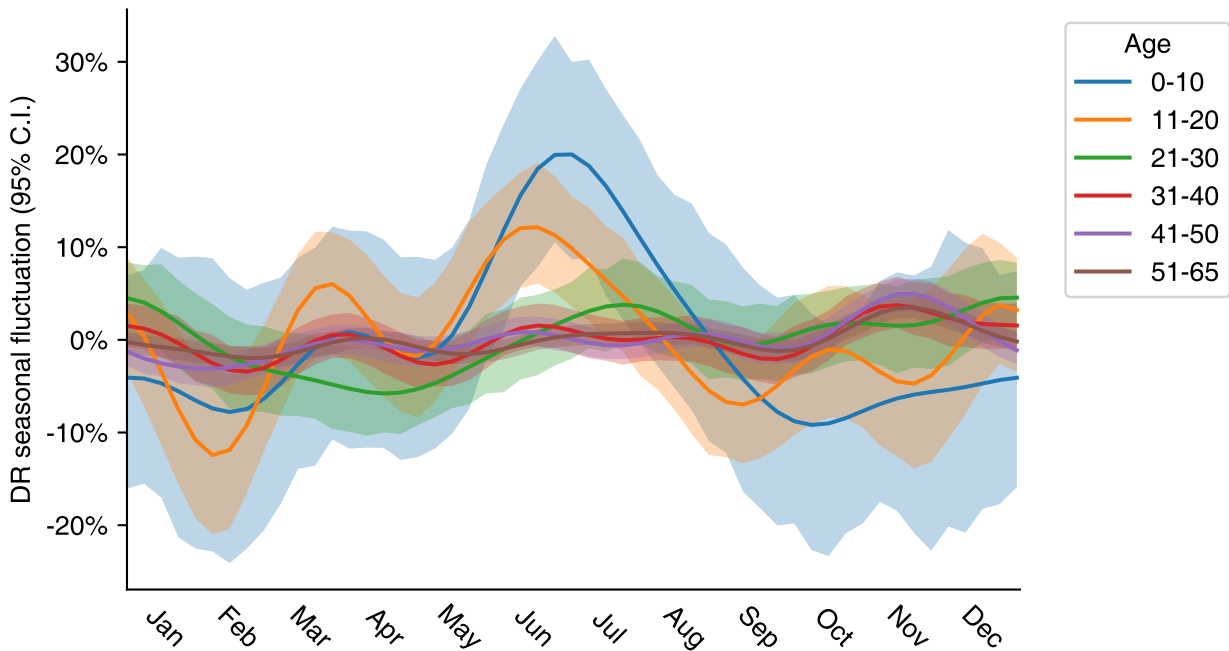 DR seasonal fluctuation (95% C.I.)
30%
20%
10%
0%
-10%
-20%
Jan
Feb
Mar
Apr
May
Jun
Jul
Aug
Sep
Oct
Nov
Dec
Age
0-10
11-20
21-30
31-40
41-50
51-65